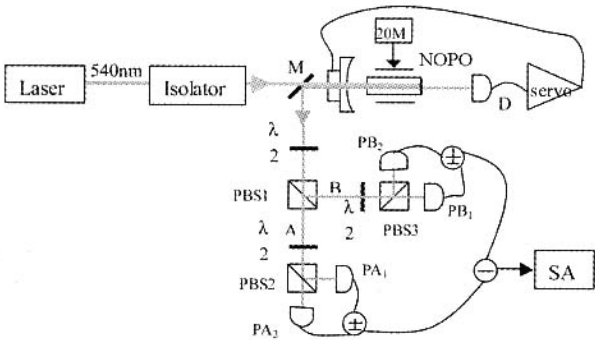 20M
NOPO
540nm
M
Laser
Isolator
D
servo
λ
2
PB₂
±
PBS1
B
λ
2
PB₁
PBS3
λ
A
2
PBS2
PA₁
−
SA
PA₂
±